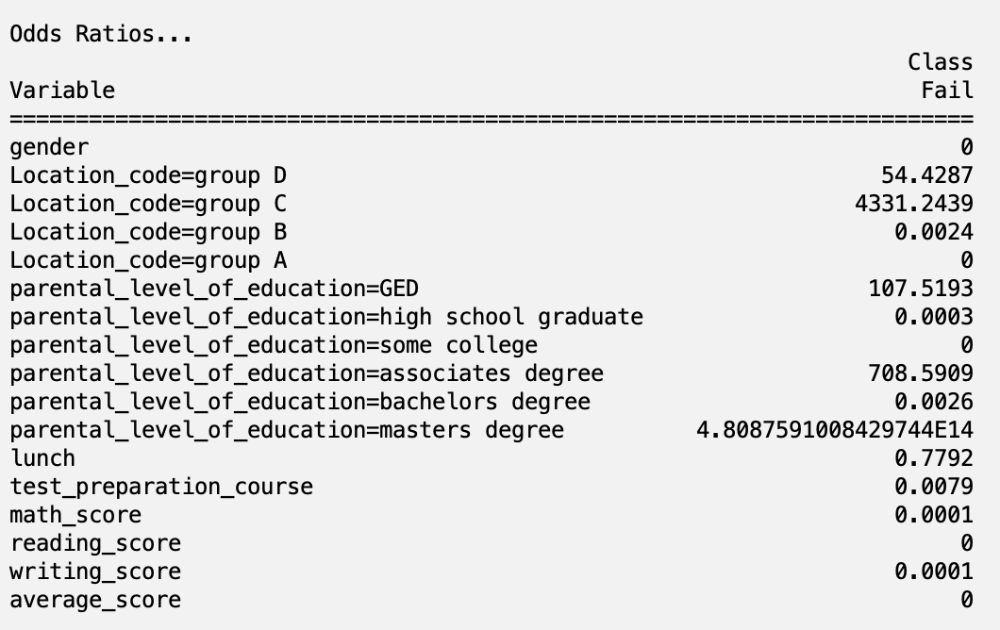 Odds Ratios...
Class
Variable Fail
=========================================================================
gender 0
Location_code=group D 54.4287
Location_code=group C 4331.2439
Location_code=group B 0.0024
Location_code=group A 0
parental_level_of_education=GED 107.5193
parental_level_of_education=high school graduate 0.0003
parental_level_of_education=some college 0
parental_level_of_education=associates degree 708.5909
parental_level_of_education=bachelors degree 0.0026
parental_level_of_education=masters degree 4.8087591008429744E14
lunch 0.7792
test_preparation_course 0.0079
math_score 0.0001
reading_score 0
writing_score 0.0001
average_score 0